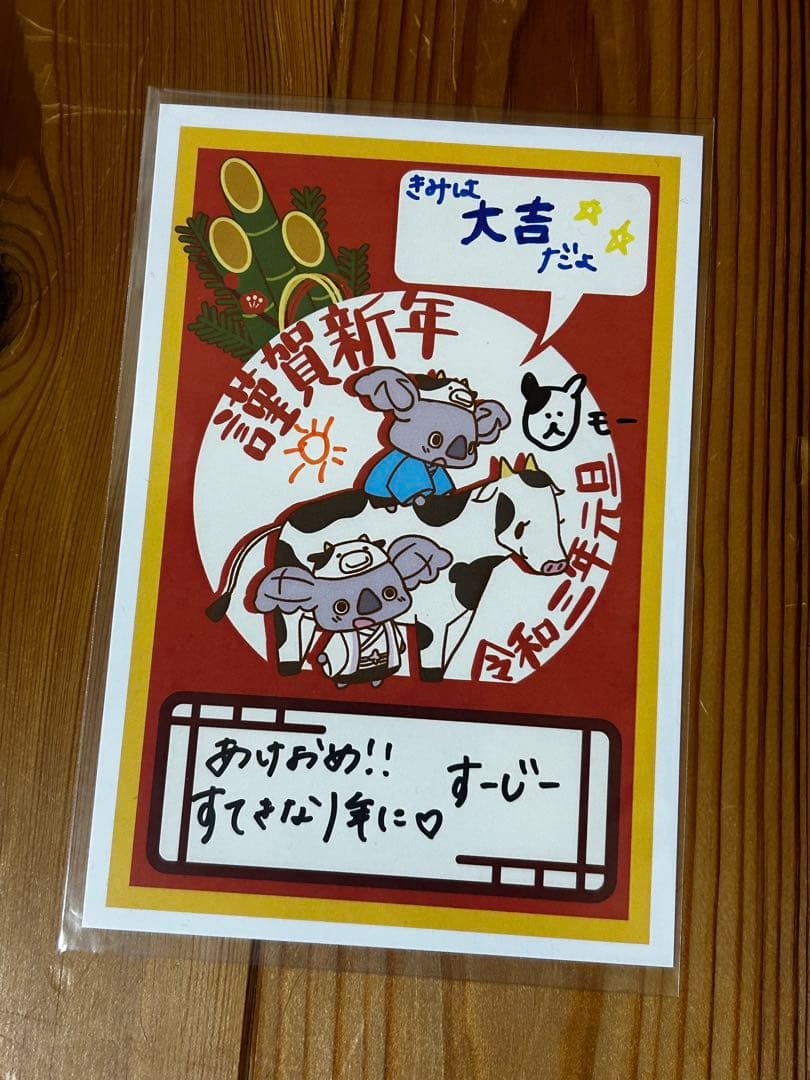 きみは
大吉
だよ
謹賀新年
モー
令和三年元旦
あけおめ!! すーじー
すてきな1年に♡